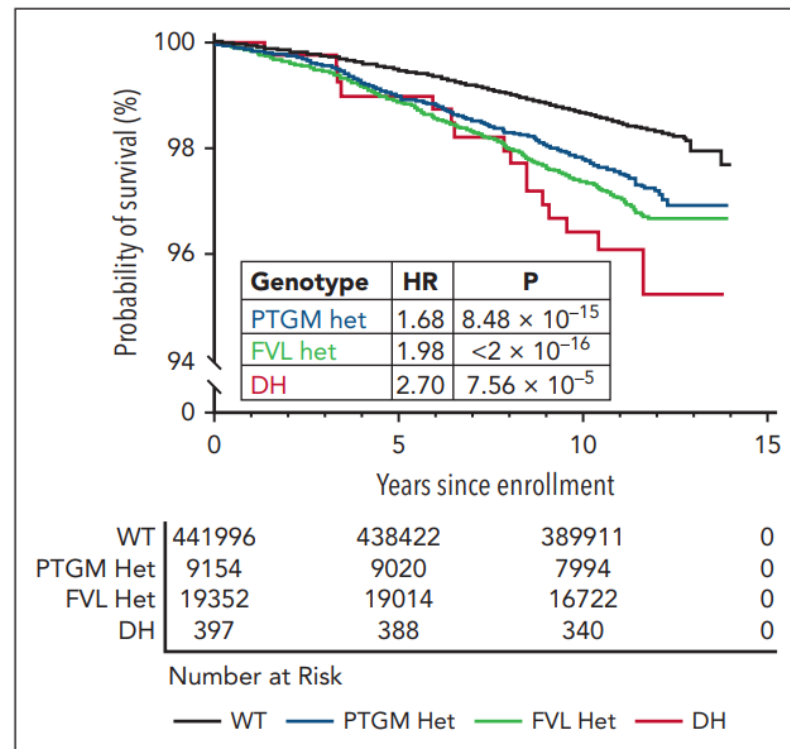 Probability of survival (%)
100
98
96
94
0
Genotype HR P
PTGM het 1.68 8.48 × 10⁻¹⁵
FVL het 1.98 <2 × 10⁻¹⁶
DH 2.70 7.56 × 10⁻⁵
0 5 10 15
Years since enrollment
WT 441996 438422 389911 0
PTGM Het 9154 9020 7994 0
FVL Het 19352 19014 16722 0
DH 397 388 340 0
Number at Risk
WT PTGM Het FVL Het DH